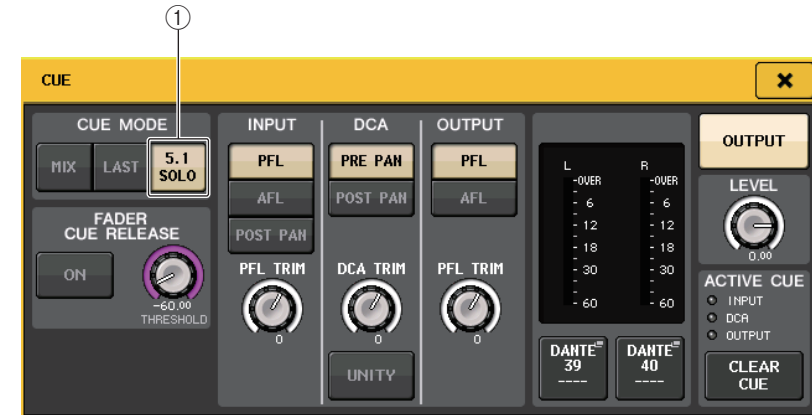 ①
CUE
CUE MODE
MIX
LAST
5.1
SOLO
FADER
CUE RELEASE
ON
-60.00
THRESHOLD
INPUT
PFL
AFL
POST PAN
PFL TRIM
0
DCA
PRE PAN
POST PAN
DCA TRIM
0
UNITY
OUTPUT
PFL
AFL
PFL TRIM
0
L R
-OVER -OVER
- 6 - 6
- 12 - 12
- 18 - 18
- 30 - 30
- 60 - 60
DANTE
39
----
DANTE
40
----
OUTPUT
LEVEL
0.00
ACTIVE CUE
INPUT
DCA
OUTPUT
CLEAR
CUE